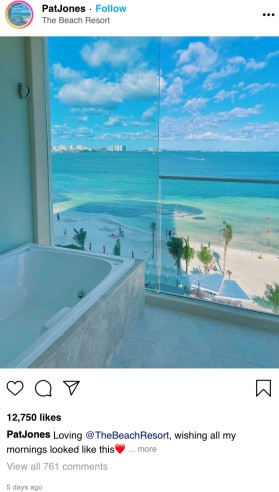 PatJones · Follow
The Beach Resort
12,750 likes
PatJones Loving @TheBeachResort, wishing all my
mornings looked like this❤️ ... more
View all 761 comments
5 days ago